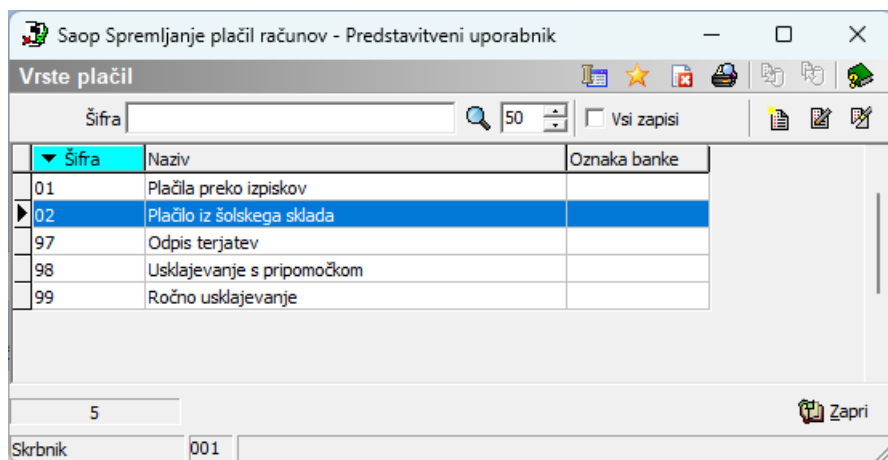 Saop Spremljanje plačil računov - Predstavitveni uporabnik
Vrste plačil
Šifra 50 Vsi zapisi
Šifra Naziv Oznaka banke
01 Plačila preko izpiskov
02 Plačilo iz šolskega sklada
97 Odpis terjatev
98 Usklajevanje s pripomočkom
99 Ročno usklajevanje
5 Zapri
Skrbnik 001